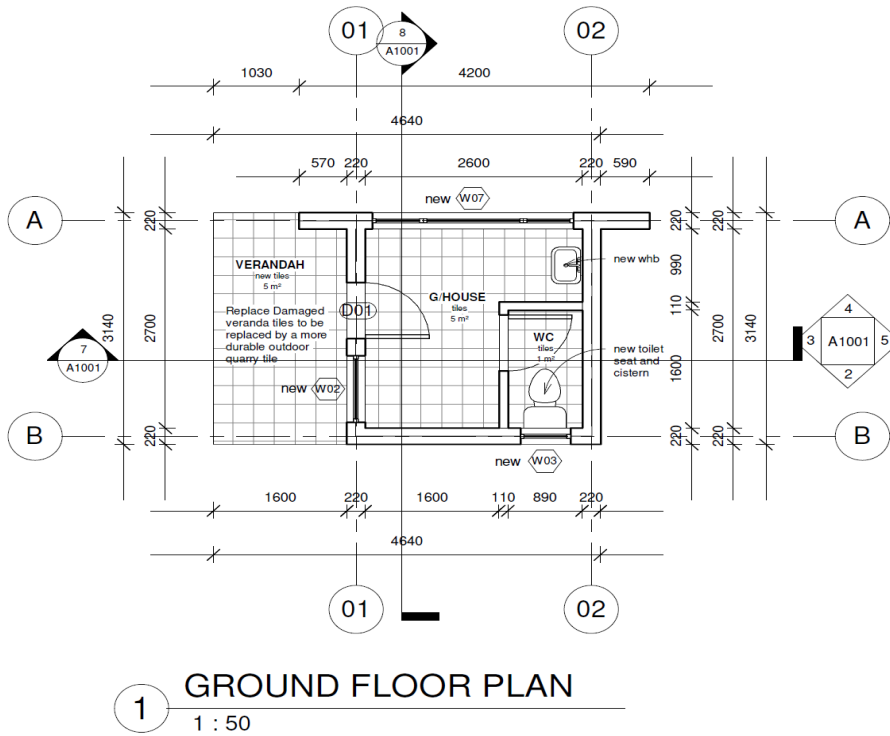 01
8
A1001
02
1030
4200
4640
570
220
2600
220
590
new
W07
A
A
220
220
220
220
220
VERANDAH
new tiles
5 m²
new whb
990
G/HOUSE
tiles
5 m²
Replace Damaged
veranda tiles to be
replaced by a more
durable outdoor
quarry tile
D01
110
4
3
A1001
5
2
3140
2700
2700
3140
WC
tiles
1 m²
7
A1001
new toilet
seat and
cistern
1600
new
W02
B
B
220
220
220
new
W03
1600
220
1600
110
890
220
4640
01
02
1
GROUND FLOOR PLAN
1 : 50